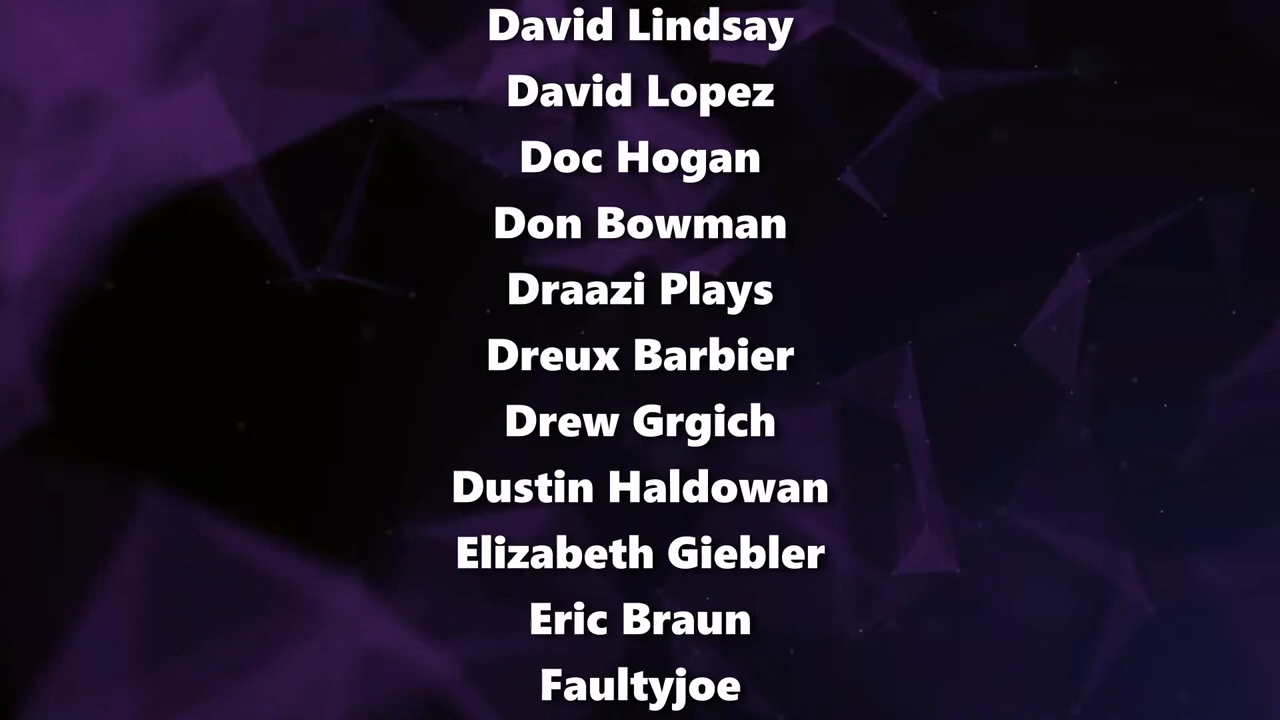 David Lindsay
David Lopez
Doc Hogan
Don Bowman
Draazi Plays
Dreux Barbier
Drew Grgich
Dustin Haldowan
Elizabeth Giebler
Eric Braun
Faultyjoe